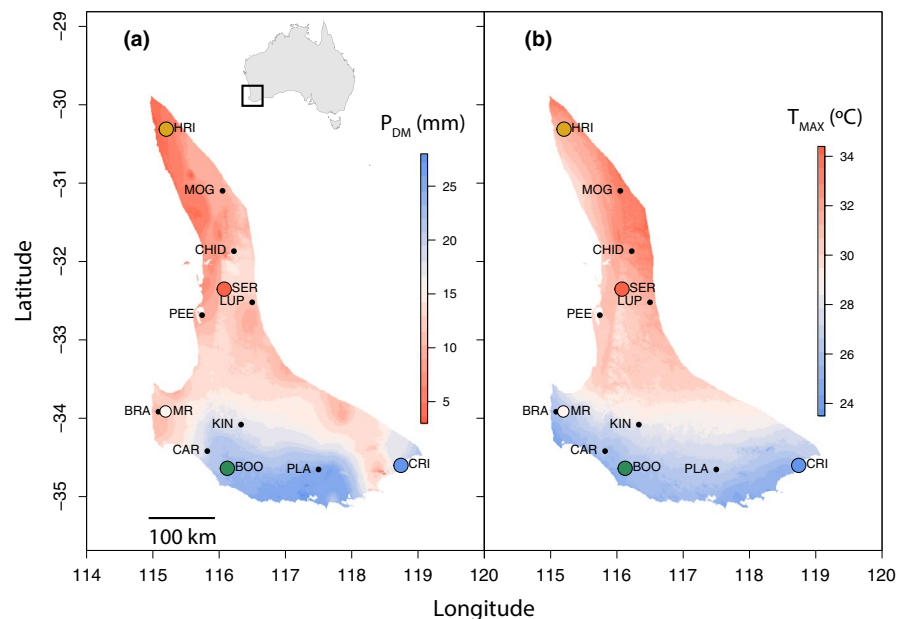 (a)
(b)
P_DM (mm)
T_MAX (ºC)
HRI
MOG
CHID
SER
LUP
PEE
BRA
MR
KIN
CAR
BOO
PLA
CRI
HRI
MOG
CHID
SER
LUP
PEE
BRA
MR
KIN
CAR
BOO
PLA
CRI
25
20
15
10
5
34
32
30
28
26
24
100 km
−29
−30
−31
−32
−33
−34
−35
Latitude
114
115
116
117
118
119
120
115
116
117
118
119
120
Longitude